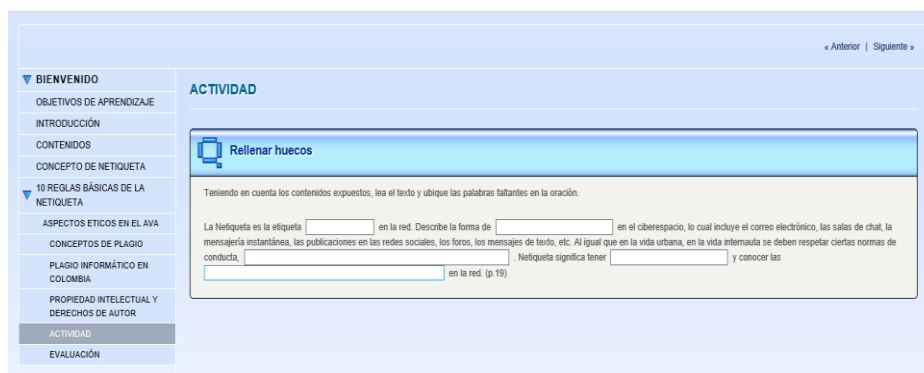 « Anterior | Siguiente »
BIENVENIDO
OBJETIVOS DE APRENDIZAJE
INTRODUCCIÓN
CONTENIDOS
CONCEPTO DE NETIQUETA
10 REGLAS BÁSICAS DE LA
NETIQUETA
ASPECTOS ETICOS EN EL AVA
CONCEPTOS DE PLAGIO
PLAGIO INFORMÁTICO EN
COLOMBIA
PROPIEDAD INTELECTUAL Y
DERECHOS DE AUTOR
ACTIVIDAD
EVALUACIÓN
ACTIVIDAD
Rellenar huecos
Teniendo en cuenta los contenidos expuestos, lea el texto y ubique las palabras faltantes en la oración.
La Netiqueta es la etiqueta en la red. Describe la forma de en el ciberespacio, lo cual incluye el correo electrónico, las salas de chat, la
mensajería instantánea, las publicaciones en las redes sociales, los foros, los mensajes de texto, etc. Al igual que en la vida urbana, en la vida internauta se deben respetar ciertas normas de
conducta, . Netiqueta significa tener y conocer las
en la red. (p.19)